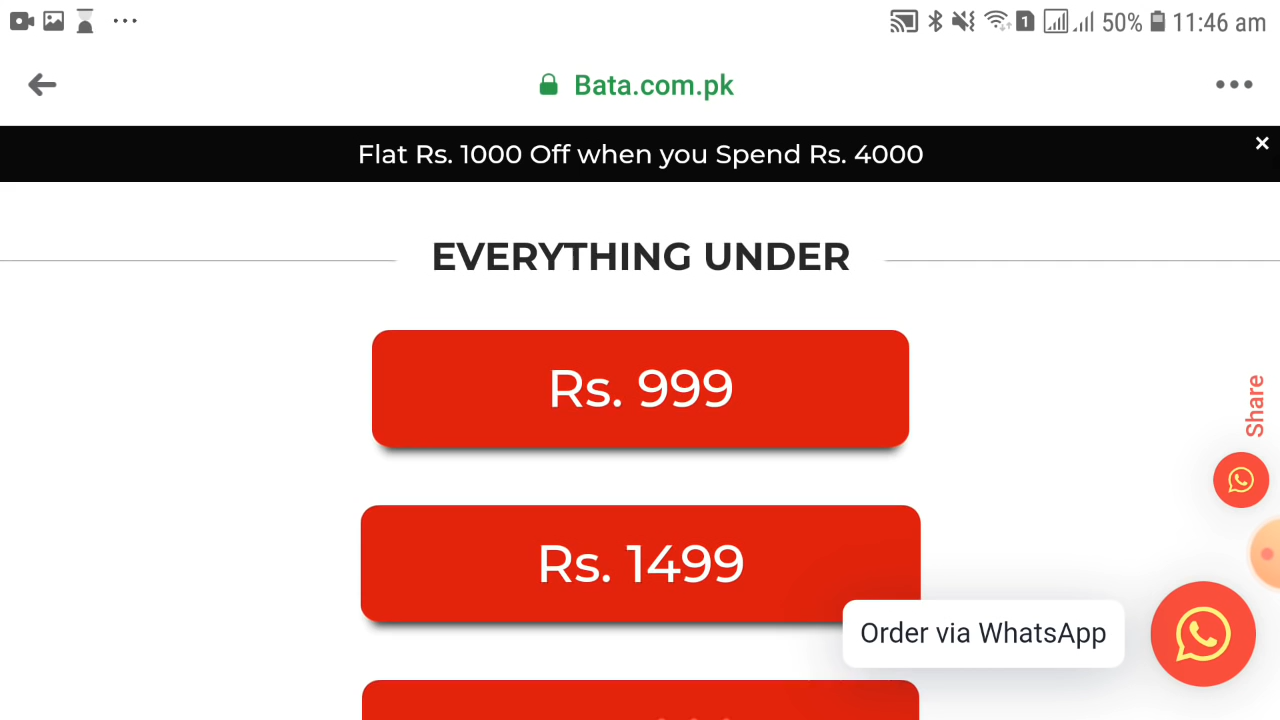 1 50% 11:46 am
Bata.com.pk
Flat Rs. 1000 Off when you Spend Rs. 4000
EVERYTHING UNDER
Rs. 999
Share
Rs. 1499
Order via WhatsApp